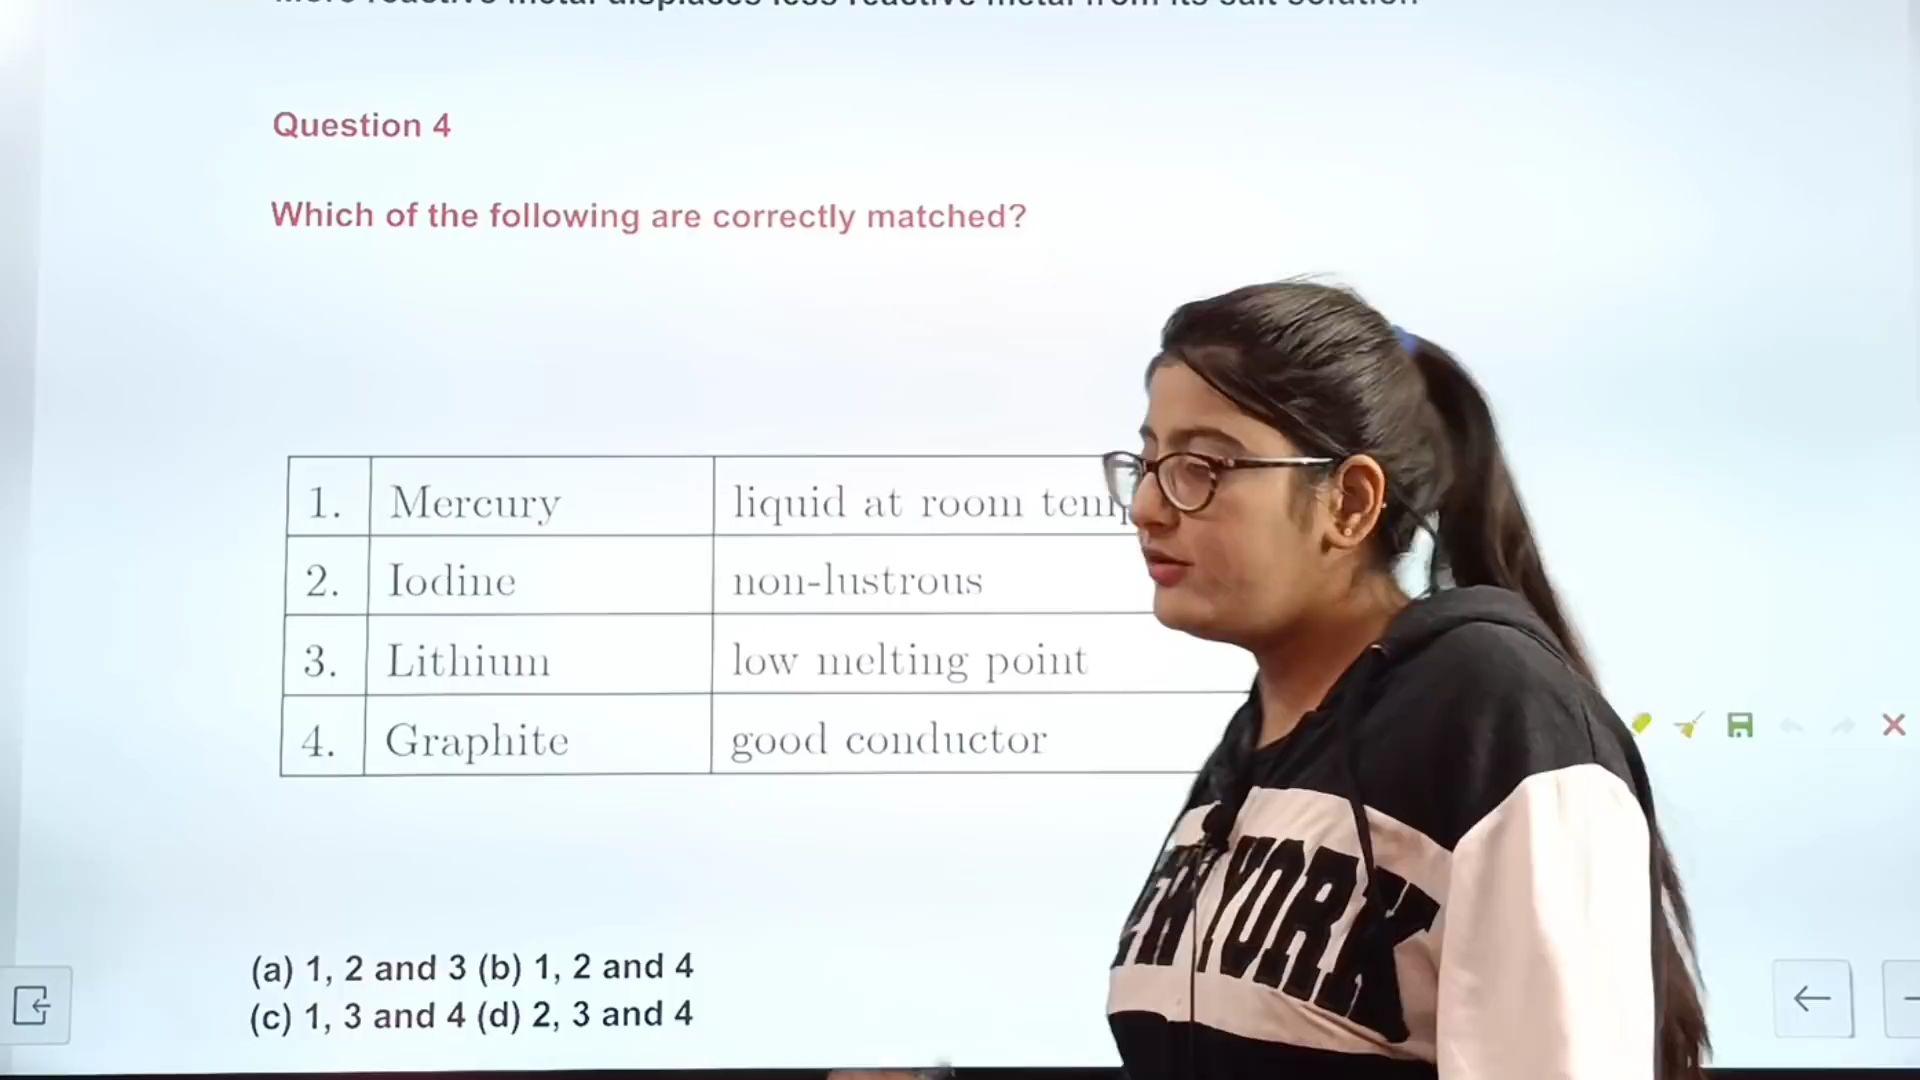 Question 4
Which of the following are correctly matched?
1. Mercury liquid at room
2. Iodine non-lustrous
3. Lithium low melting point
4. Graphite good conductor
(a) 1, 2 and 3 (b) 1, 2 and 4
(c) 1, 3 and 4 (d) 2, 3 and 4
YORK